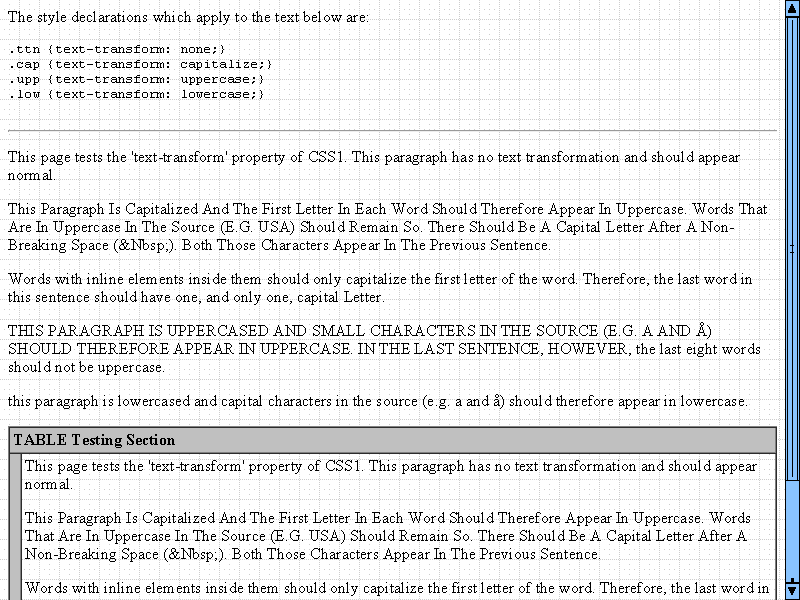 The style declarations which apply to the text below are:
.ttn {text-transform: none;}
.cap {text-transform: capitalize;}
.upp {text-transform: uppercase;}
.low {text-transform: lowercase;}
This page tests the 'text-transform' property of CSS1. This paragraph has no text transformation and should appear
normal.
This Paragraph Is Capitalized And The First Letter In Each Word Should Therefore Appear In Uppercase. Words That
Are In Uppercase In The Source (E.G. USA) Should Remain So. There Should Be A Capital Letter After A Non-
Breaking Space (&Nbsp;). Both Those Characters Appear In The Previous Sentence.
Words with inline elements inside them should only capitalize the first letter of the word. Therefore, the last word in
this sentence should have one, and only one, capital Letter.
THIS PARAGRAPH IS UPPERCASED AND SMALL CHARACTERS IN THE SOURCE (E.G. A AND Å)
SHOULD THEREFORE APPEAR IN UPPERCASE. IN THE LAST SENTENCE, HOWEVER, the last eight words
should not be uppercase.
this paragraph is lowercased and capital characters in the source (e.g. a and å) should therefore appear in lowercase.
TABLE Testing Section
This page tests the 'text-transform' property of CSS1. This paragraph has no text transformation and should appear
normal.
This Paragraph Is Capitalized And The First Letter In Each Word Should Therefore Appear In Uppercase. Words
That Are In Uppercase In The Source (E.G. USA) Should Remain So. There Should Be A Capital Letter After A
Non-Breaking Space (&Nbsp;). Both Those Characters Appear In The Previous Sentence.
Words with inline elements inside them should only capitalize the first letter of the word. Therefore, the last word in